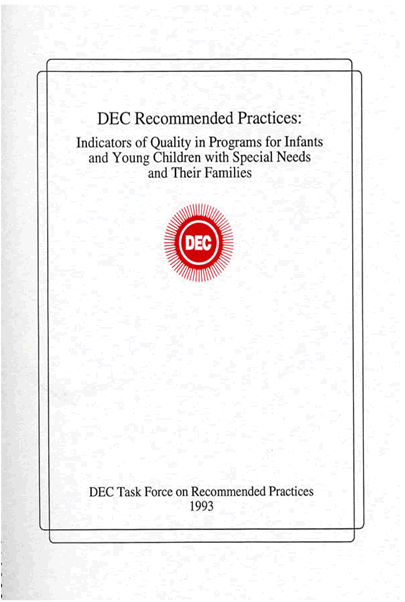 DEC Recommended Practices:
Indicators of Quality in Programs for Infants
and Young Children with Special Needs
and Their Families
DEC
DEC Task Force on Recommended Practices
1993